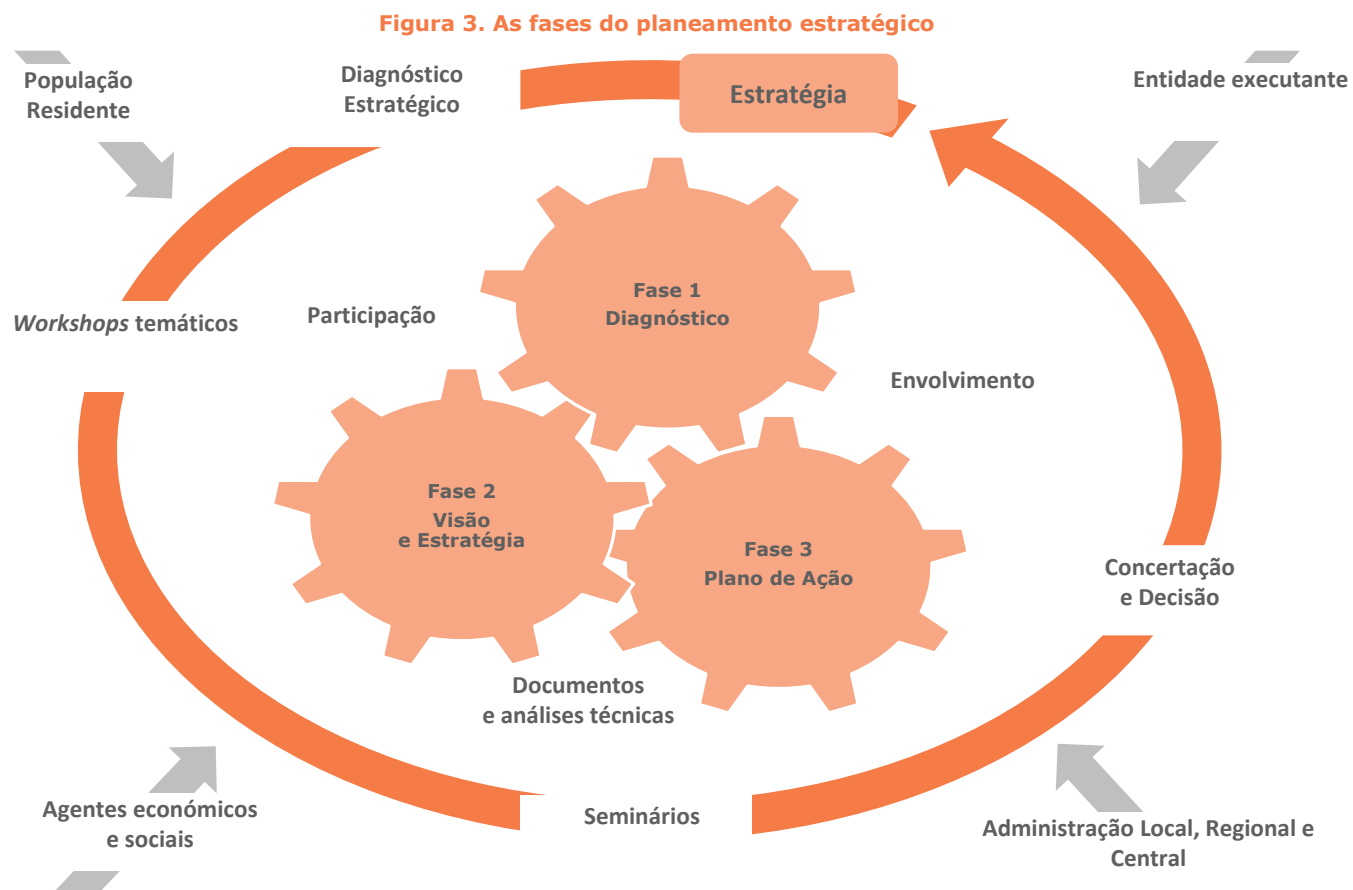 Figura 3. As fases do planeamento estratégico
População
Residente
Diagnóstico
Estratégico
Estratégia
Entidade executante
Workshops temáticos
Participação
Fase 1
Diagnóstico
Envolvimento
Fase 2
Visão
e Estratégia
Fase 3
Plano de Ação
Concertação
e Decisão
Documentos
e análises técnicas
Agentes económicos
e sociais
Seminários
Administração Local, Regional e
Central